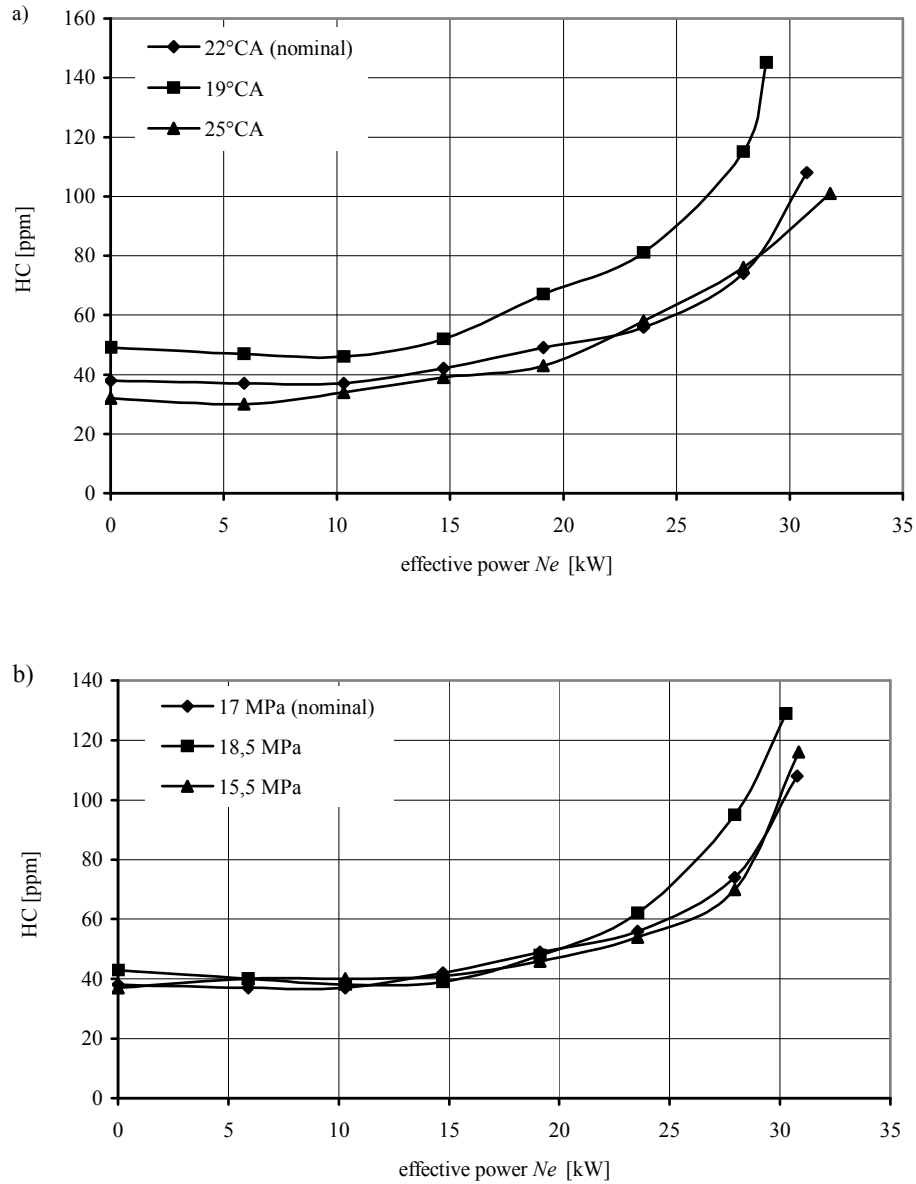 a)
160
140
120
100
80
60
40
20
0
HC [ppm]
22°CA (nominal)
19°CA
25°CA
0 5 10 15 20 25 30 35
effective power Ne [kW]
b)
140
120
100
80
60
40
20
0
HC [ppm]
17 MPa (nominal)
18,5 MPa
15,5 MPa
0 5 10 15 20 25 30 35
effective power Ne [kW]